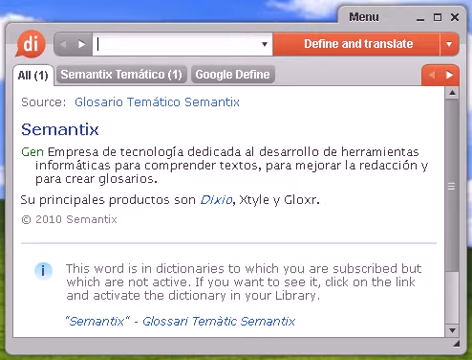 Menu
di
Define and translate
All (1) Semantix Temático (1) Google Define
Source: Glosario Temático Semantix
Semantix
Gen Empresa de tecnología dedicada al desarrollo de herramientas
informáticas para comprender textos, para mejorar la redacción y
para crear glosarios.
Su principales productos son Dixio, Xtyle y Gloxr.
© 2010 Semantix
i
This word is in dictionaries to which you are subscribed but
which are not active. If you want to see it, click on the link
and activate the dictionary in your Library.
"Semantix" - Glossari Temàtic Semantix